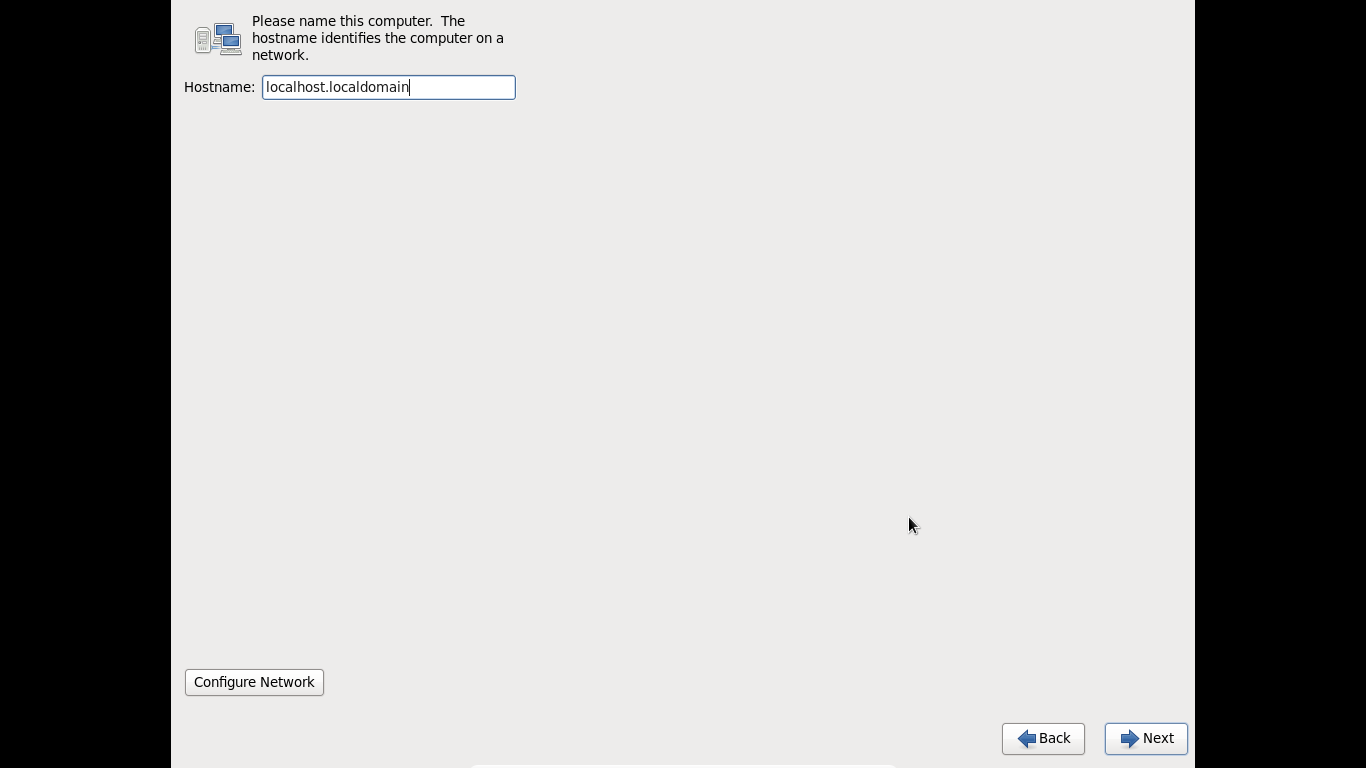 Please name this computer.  The
hostname identifies the computer on a
network.
Hostname: localhost.localdomain
Configure Network
Back Next